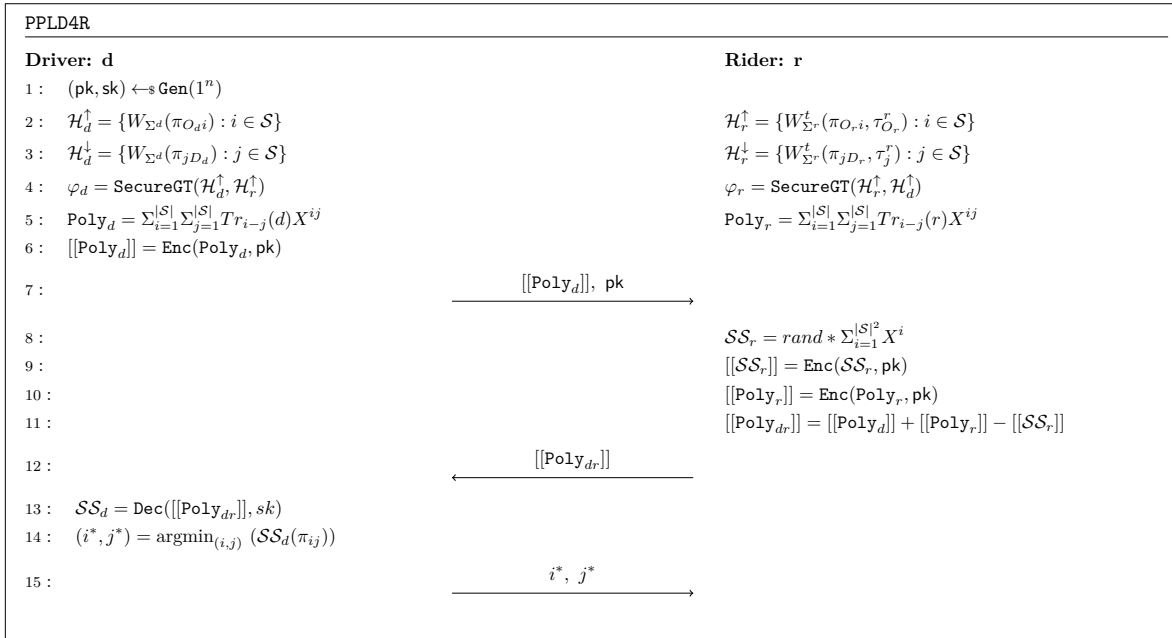 PPLD4R
Driver: d Rider: r
1 : (pk, sk) ←$ Gen(1ⁿ)
2 : ℋ_d^↑ = {W_{Σ^d}(π_{O_d i}) : i ∈ 𝒮} ℋ_r^↑ = {W^t_{Σ^r}(π_{O_r i}, τ^r_{O_r}) : i ∈ 𝒮}
3 : ℋ_d^↓ = {W_{Σ^d}(π_{jD_d}) : j ∈ 𝒮} ℋ_r^↓ = {W^t_{Σ^r}(π_{jD_r}, τ^r_j) : j ∈ 𝒮}
4 : φ_d = SecureGT(ℋ_d^↑, ℋ_r^↑) φ_r = SecureGT(ℋ_r^↑, ℋ_d^↑)
5 : Poly_d = Σ_{i=1}^{|𝒮|} Σ_{j=1}^{|𝒮|} Tr_{i−j}(d)X^{ij} Poly_r = Σ_{i=1}^{|𝒮|} Σ_{j=1}^{|𝒮|} Tr_{i−j}(r)X^{ij}
6 : [[Poly_d]] = Enc(Poly_d, pk)
7 : [[Poly_d]], pk
8 : 𝒮𝒮_r = rand ∗ Σ_{i=1}^{|𝒮|²} X^i
9 : [[𝒮𝒮_r]] = Enc(𝒮𝒮_r, pk)
10 : [[Poly_r]] = Enc(Poly_r, pk)
11 : [[Poly_{dr}]] = [[Poly_d]] + [[Poly_r]] − [[𝒮𝒮_r]]
12 : [[Poly_{dr}]]
13 : 𝒮𝒮_d = Dec([[Poly_{dr}]], sk)
14 : (i*, j*) = argmin_{(i,j)} (𝒮𝒮_d(π_{ij}))
15 : i*, j*